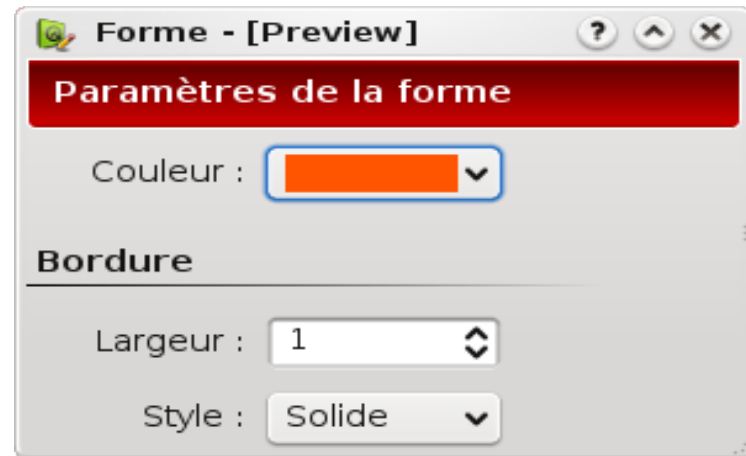 Forme - [Preview]
Paramètres de la forme
Couleur :
Bordure
Largeur : 1
Style : Solide